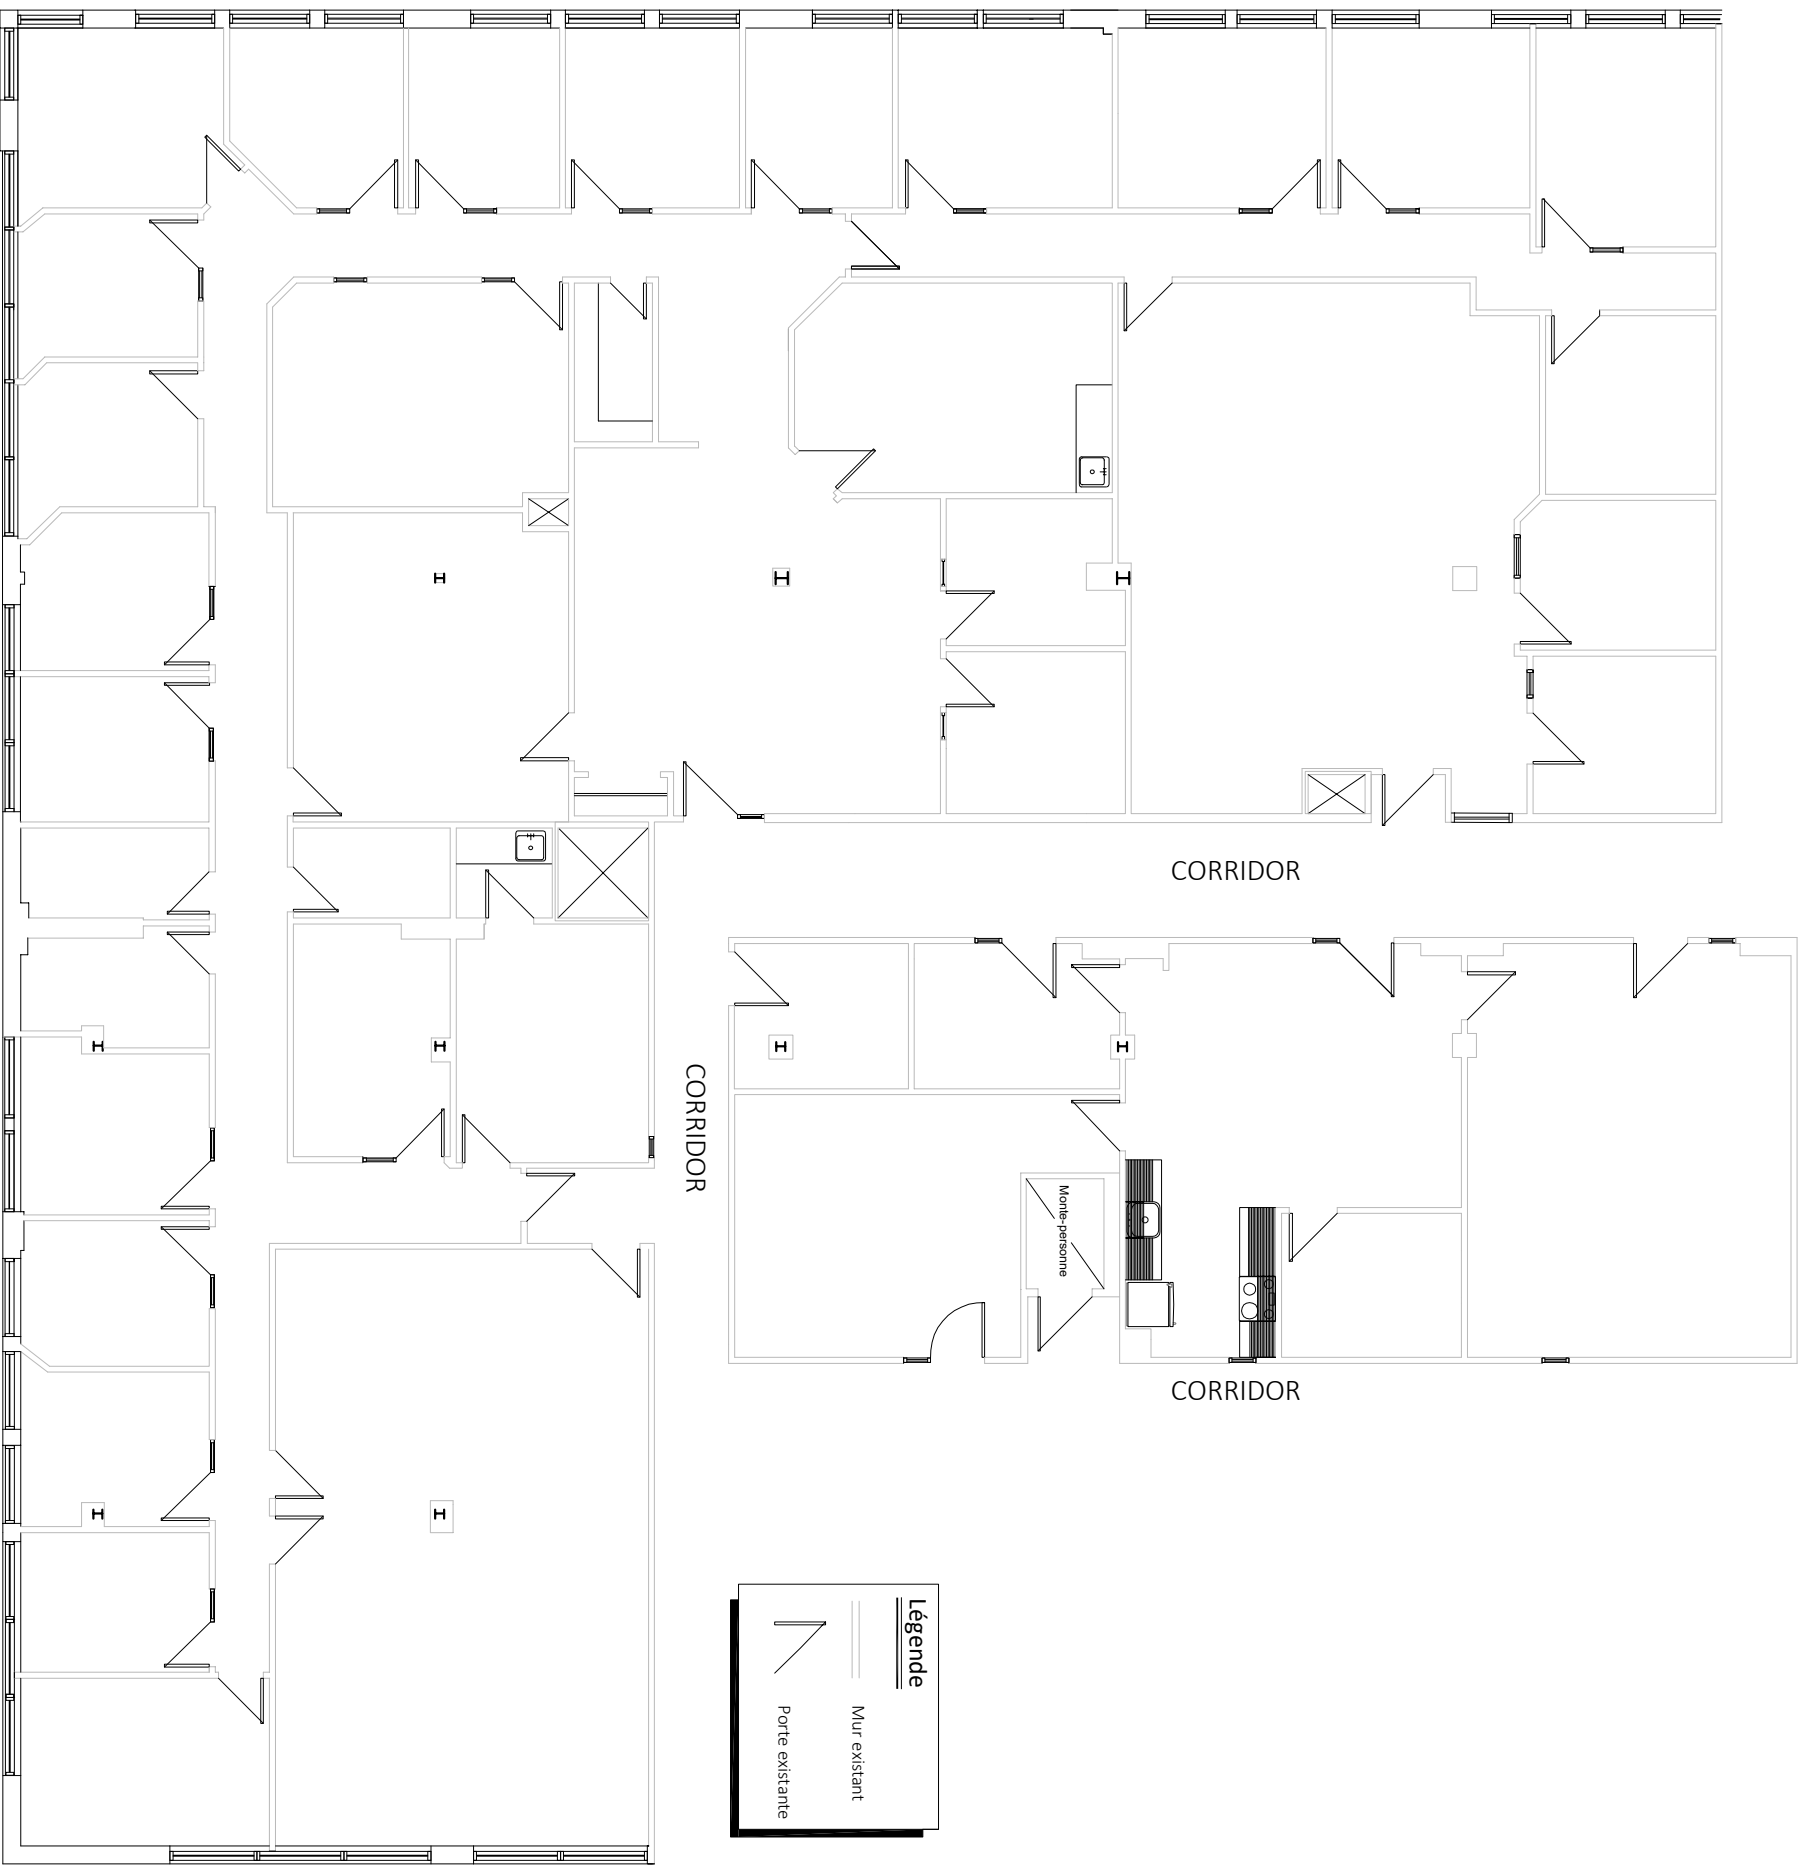 CORRIDOR
CORRIDOR
Monte-personne
CORRIDOR
Légende
Mur existant
Porte existante